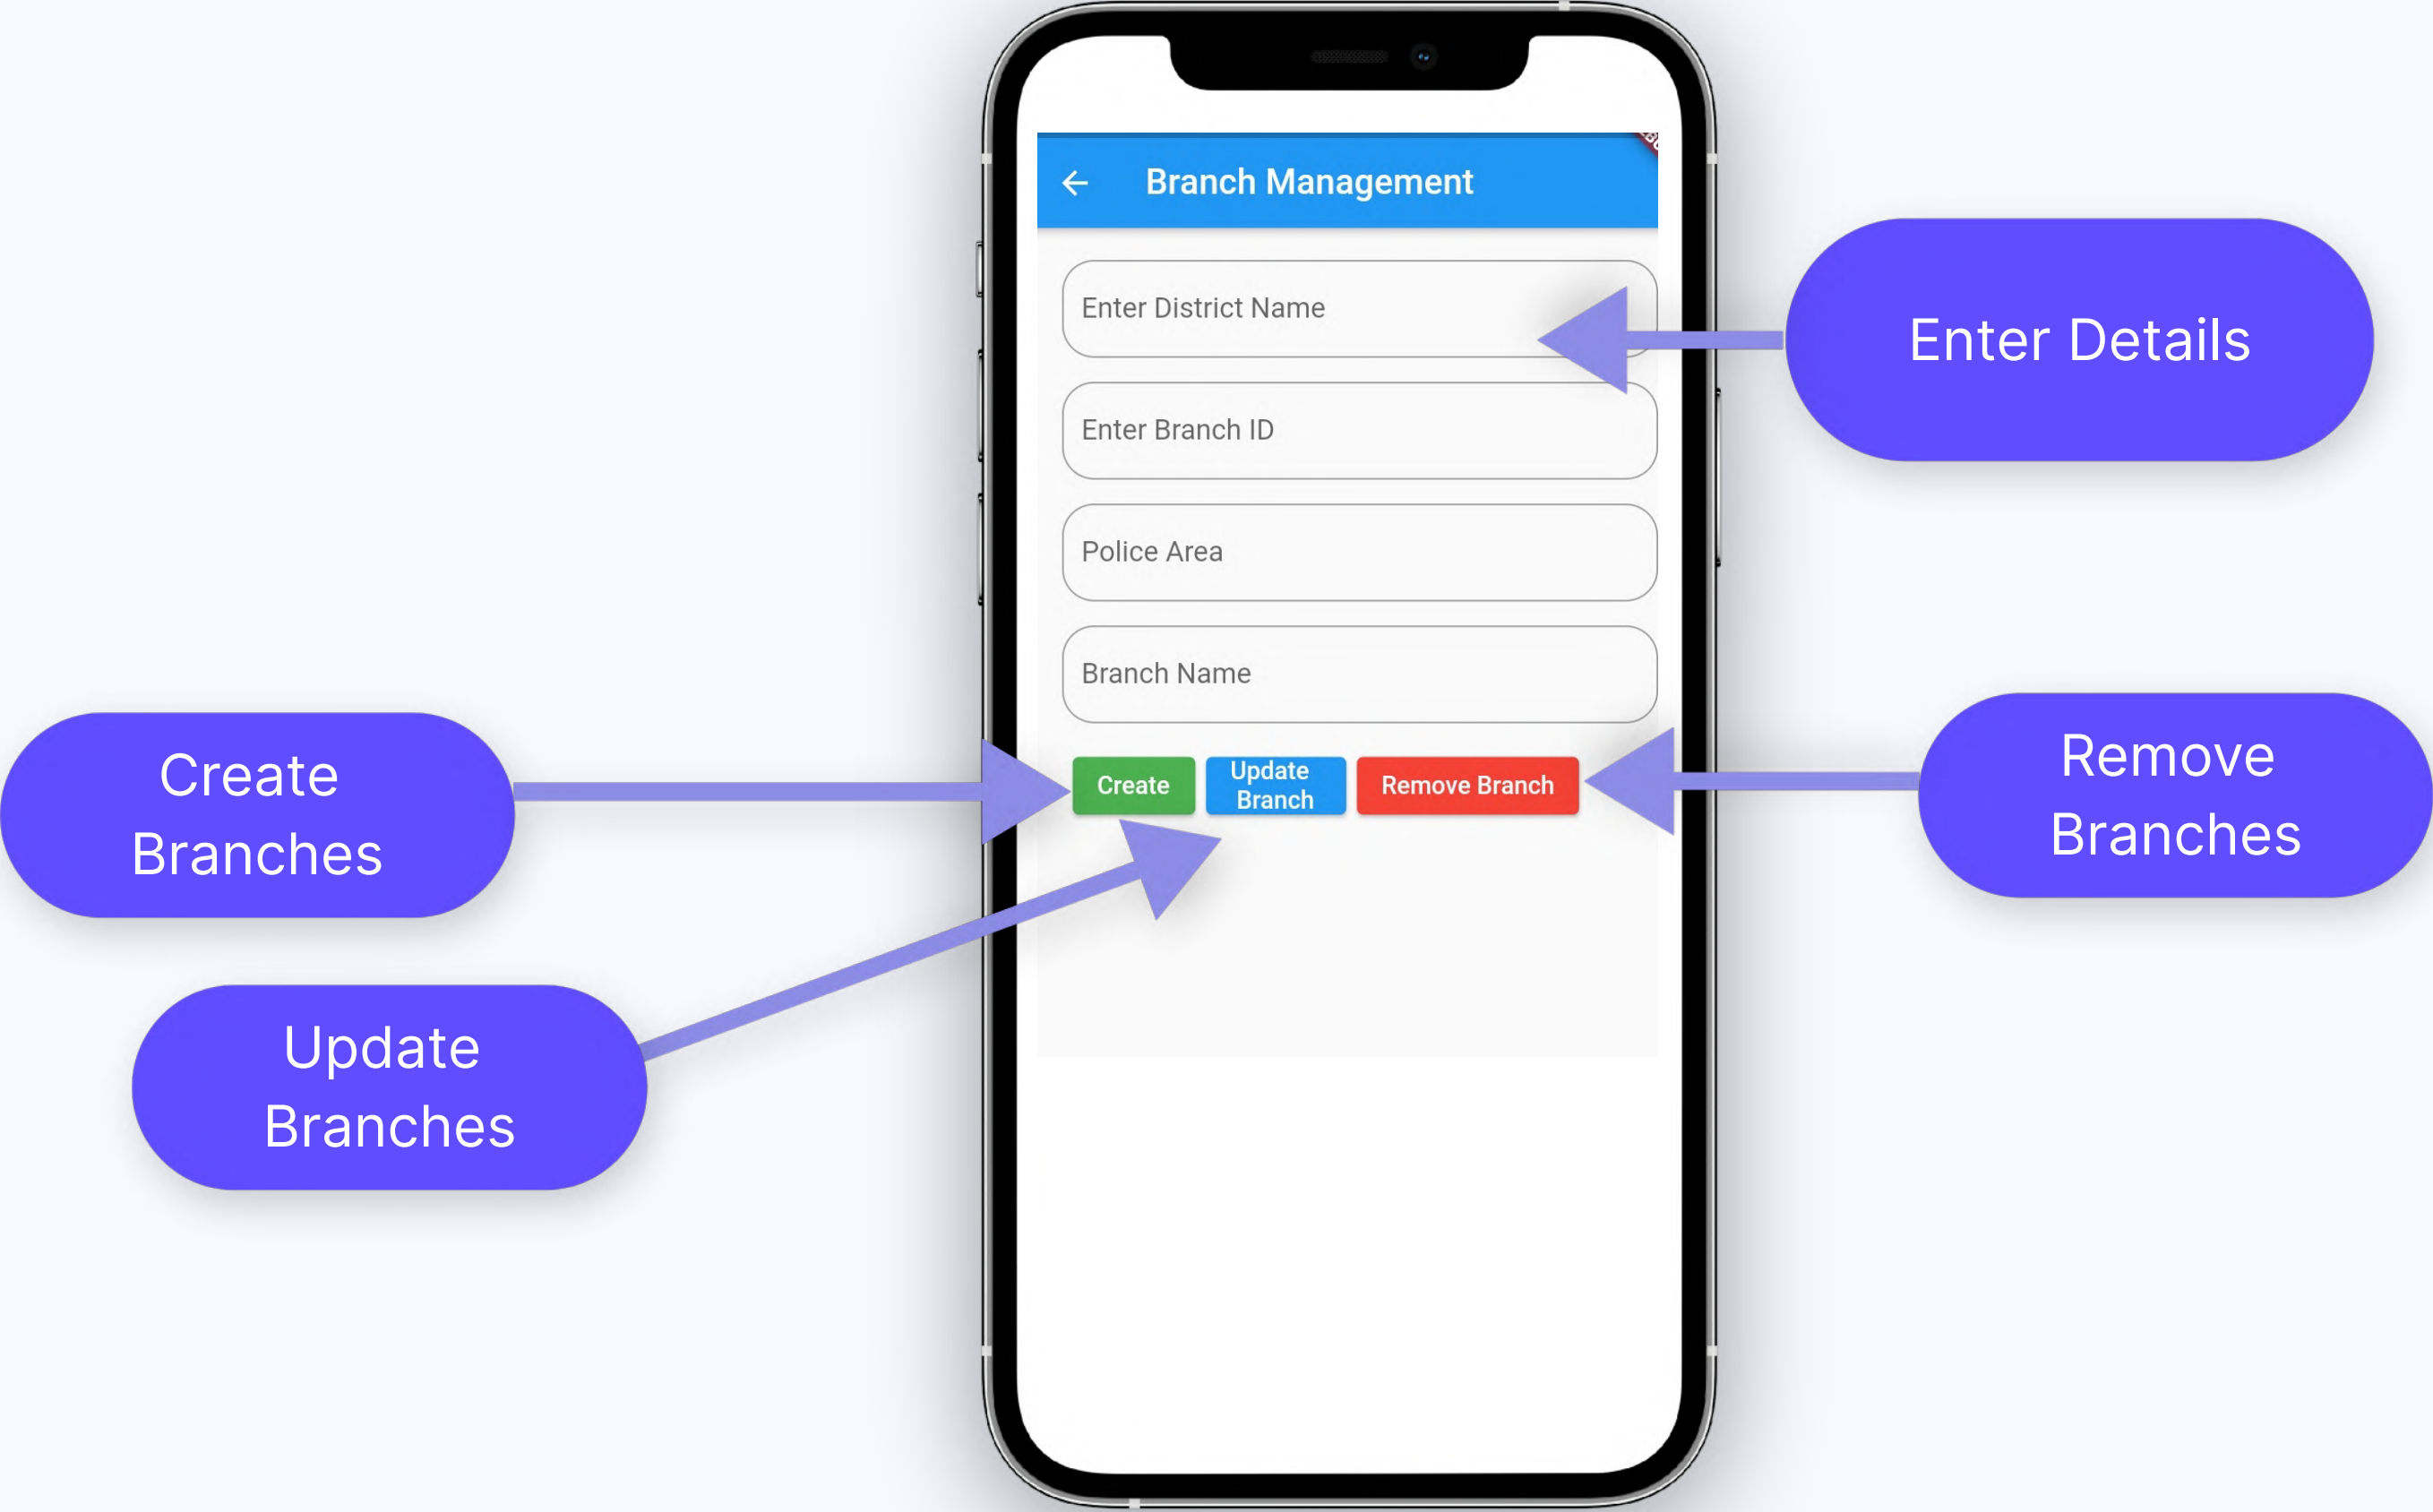 Branch Management
Enter District Name
Enter Details
Enter Branch ID
Police Area
Branch Name
Create
Branches
Create
Update
Branch
Remove Branch
Remove
Branches
Update
Branches